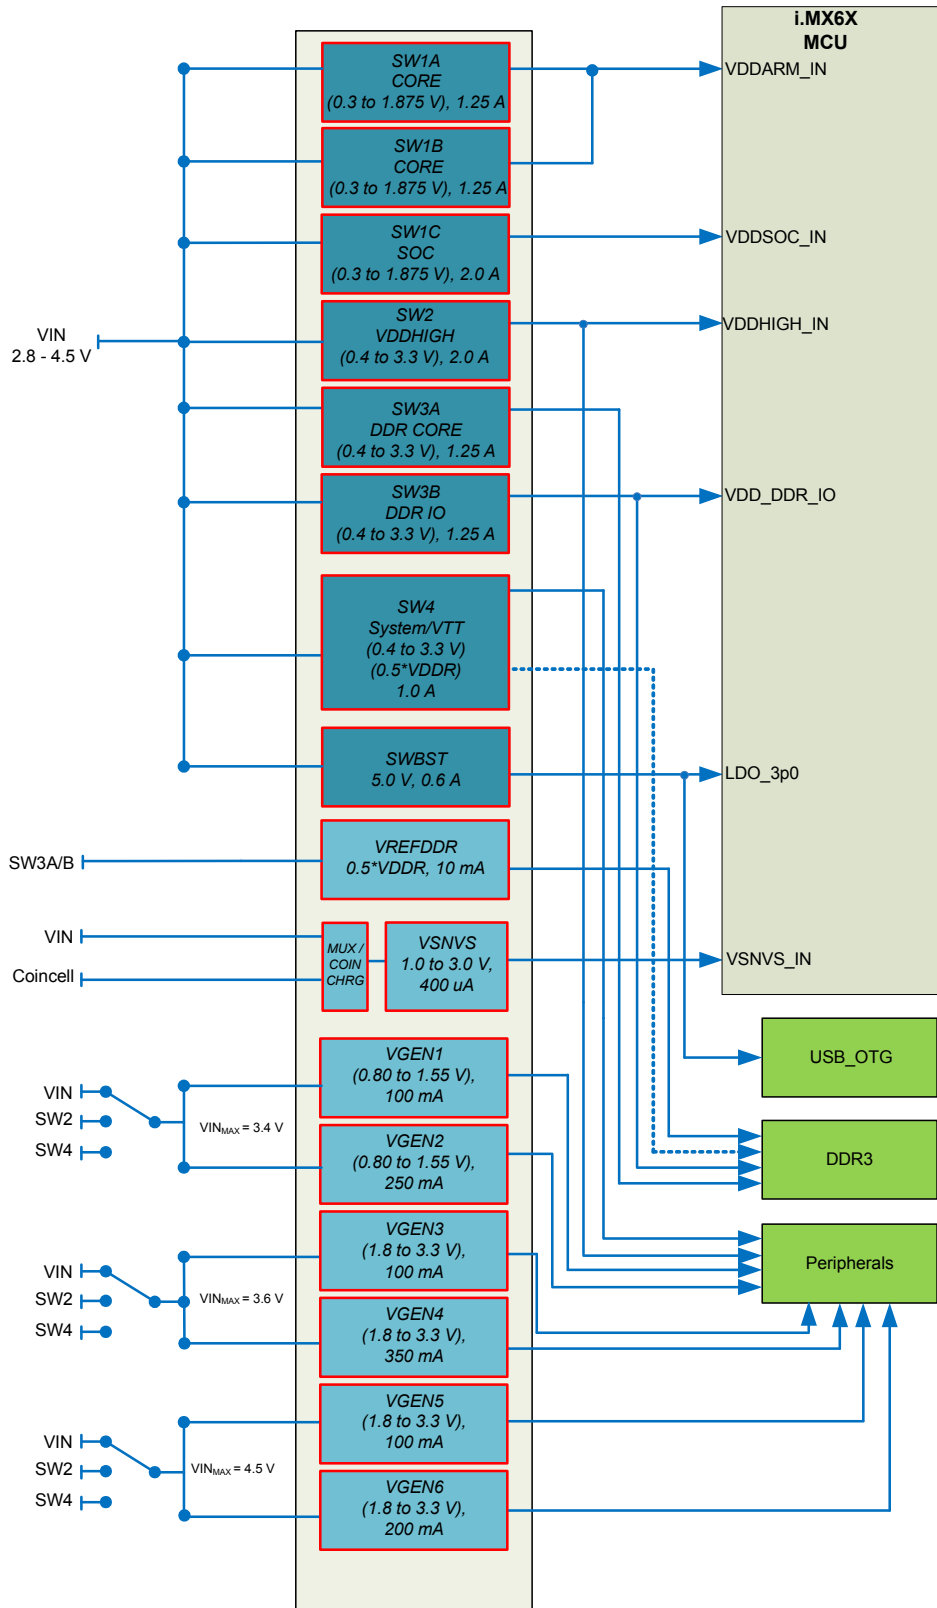 i.MX6X
MCU
SW1A
CORE
(0.3 to 1.875 V), 1.25 A
VDDARM_IN
SW1B
CORE
(0.3 to 1.875 V), 1.25 A
SW1C
SOC
(0.3 to 1.875 V), 2.0 A
VDDSOC_IN
VIN
2.8 - 4.5 V
SW2
VDDHIGH
(0.4 to 3.3 V), 2.0 A
VDDHIGH_IN
SW3A
DDR CORE
(0.4 to 3.3 V), 1.25 A
SW3B
DDR IO
(0.4 to 3.3 V), 1.25 A
VDD_DDR_IO
SW4
System/VTT
(0.4 to 3.3 V)
(0.5*VDDR)
1.0 A
SWBST
5.0 V, 0.6 A
LDO_3p0
SW3A/B
VREFDDR
0.5*VDDR, 10 mA
VIN
Coincell
MUX /
COIN
CHRG
VSNVS
1.0 to 3.0 V,
400 uA
VSNVS_IN
USB_OTG
VIN
SW2
SW4
VINMAX = 3.4 V
VGEN1
(0.80 to 1.55 V),
100 mA
VGEN2
(0.80 to 1.55 V),
250 mA
DDR3
VIN
SW2
SW4
VINMAX = 3.6 V
VGEN3
(1.8 to 3.3 V),
100 mA
VGEN4
(1.8 to 3.3 V),
350 mA
Peripherals
VIN
SW2
SW4
VINMAX = 4.5 V
VGEN5
(1.8 to 3.3 V),
100 mA
VGEN6
(1.8 to 3.3 V),
200 mA